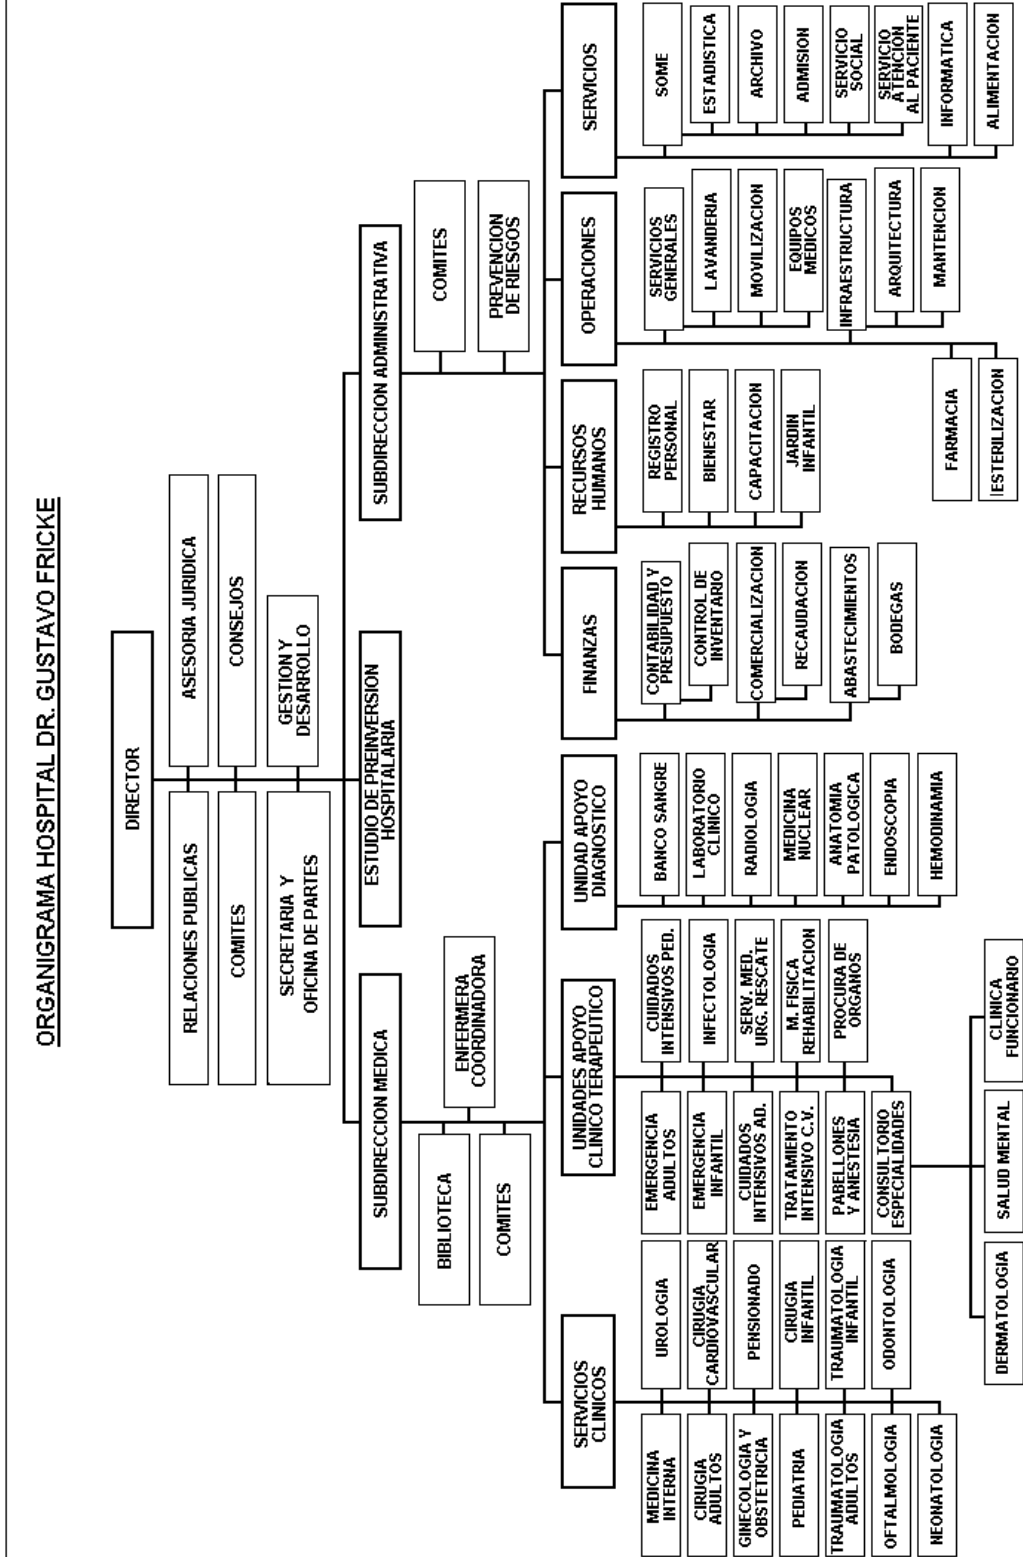 ORGANIGRAMA HOSPITAL DR. GUSTAVO FRICKE
DIRECTOR
RELACIONES PUBLICAS
ASESORIA JURIDICA
COMITES
CONSEJOS
SECRETARIA Y
OFICINA DE PARTES
GESTION Y
DESARROLLO
SUBDIRECCION MEDICA
ESTUDIO DE PREINVERSION
HOSPITALARIA
SUBDIRECCION ADMINISTRATIVA
BIBLIOTECA
ENFERMERA
COORDINADORA
COMITES
COMITES
PREVENCION
DE RIESGOS
SERVICIOS
CLINICOS
UNIDADES APOYO
CLINICO TERAPEUTICO
UNIDAD APOYO
DIAGNOSTICO
FINANZAS
RECURSOS
HUMANOS
OPERACIONES
SERVICIOS
MEDICINA
INTERNA
UROLOGIA
CIRUGIA
ADULTOS
CIRUGIA
CARDIOVASCULAR
GINECOLOGIA Y
OBSTETRICIA
PENSIONADO
PEDIATRIA
CIRUGIA
INFANTIL
TRAUMATOLOGIA
ADULTOS
TRAUMATOLOGIA
INFANTIL
OFTALMOLOGIA
ODONTOLOGIA
NEONATOLOGIA
EMERGENCIA
ADULTOS
CUIDADOS
INTENSIVOS PED.
EMERGENCIA
INFANTIL
INFECTOLOGIA
CUIDADOS
INTENSIVOS AD.
SERV. MED.
URG. RESCATE
TRATAMIENTO
INTENSIVO C.V.
M. FISICA
REHABILITACION
PABELLONES
Y ANESTESIA
PROCURA DE
ORGANOS
CONSULTORIO
ESPECIALIDADES
DERMATOLOGIA
SALUD MENTAL
CLINICA
FUNCIONARIO
BANCO SANGRE
LABORATORIO
CLINICO
RADIOLOGIA
MEDICINA
NUCLEAR
ANATOMIA
PATOLOGICA
ENDOSCOPIA
HEMODINAMIA
CONTABILIDAD Y
PRESUPUESTO
CONTROL DE
INVENTARIO
COMERCIALIZACION
RECAUDACION
ABASTECIMIENTOS
BODEGAS
REGISTRO
PERSONAL
BIENESTAR
CAPACITACION
JARDIN
INFANTIL
SERVICIOS
GENERALES
LAVANDERIA
MOVILIZACION
EQUIPOS
MEDICOS
INFRAESTRUCTURA
ARQUITECTURA
MANTENCION
FARMACIA
ESTERILIZACION
SOME
ESTADISTICA
ARCHIVO
ADMISION
SERVICIO
SOCIAL
SERVICIO
ATENCION
AL PACIENTE
INFORMATICA
ALIMENTACION